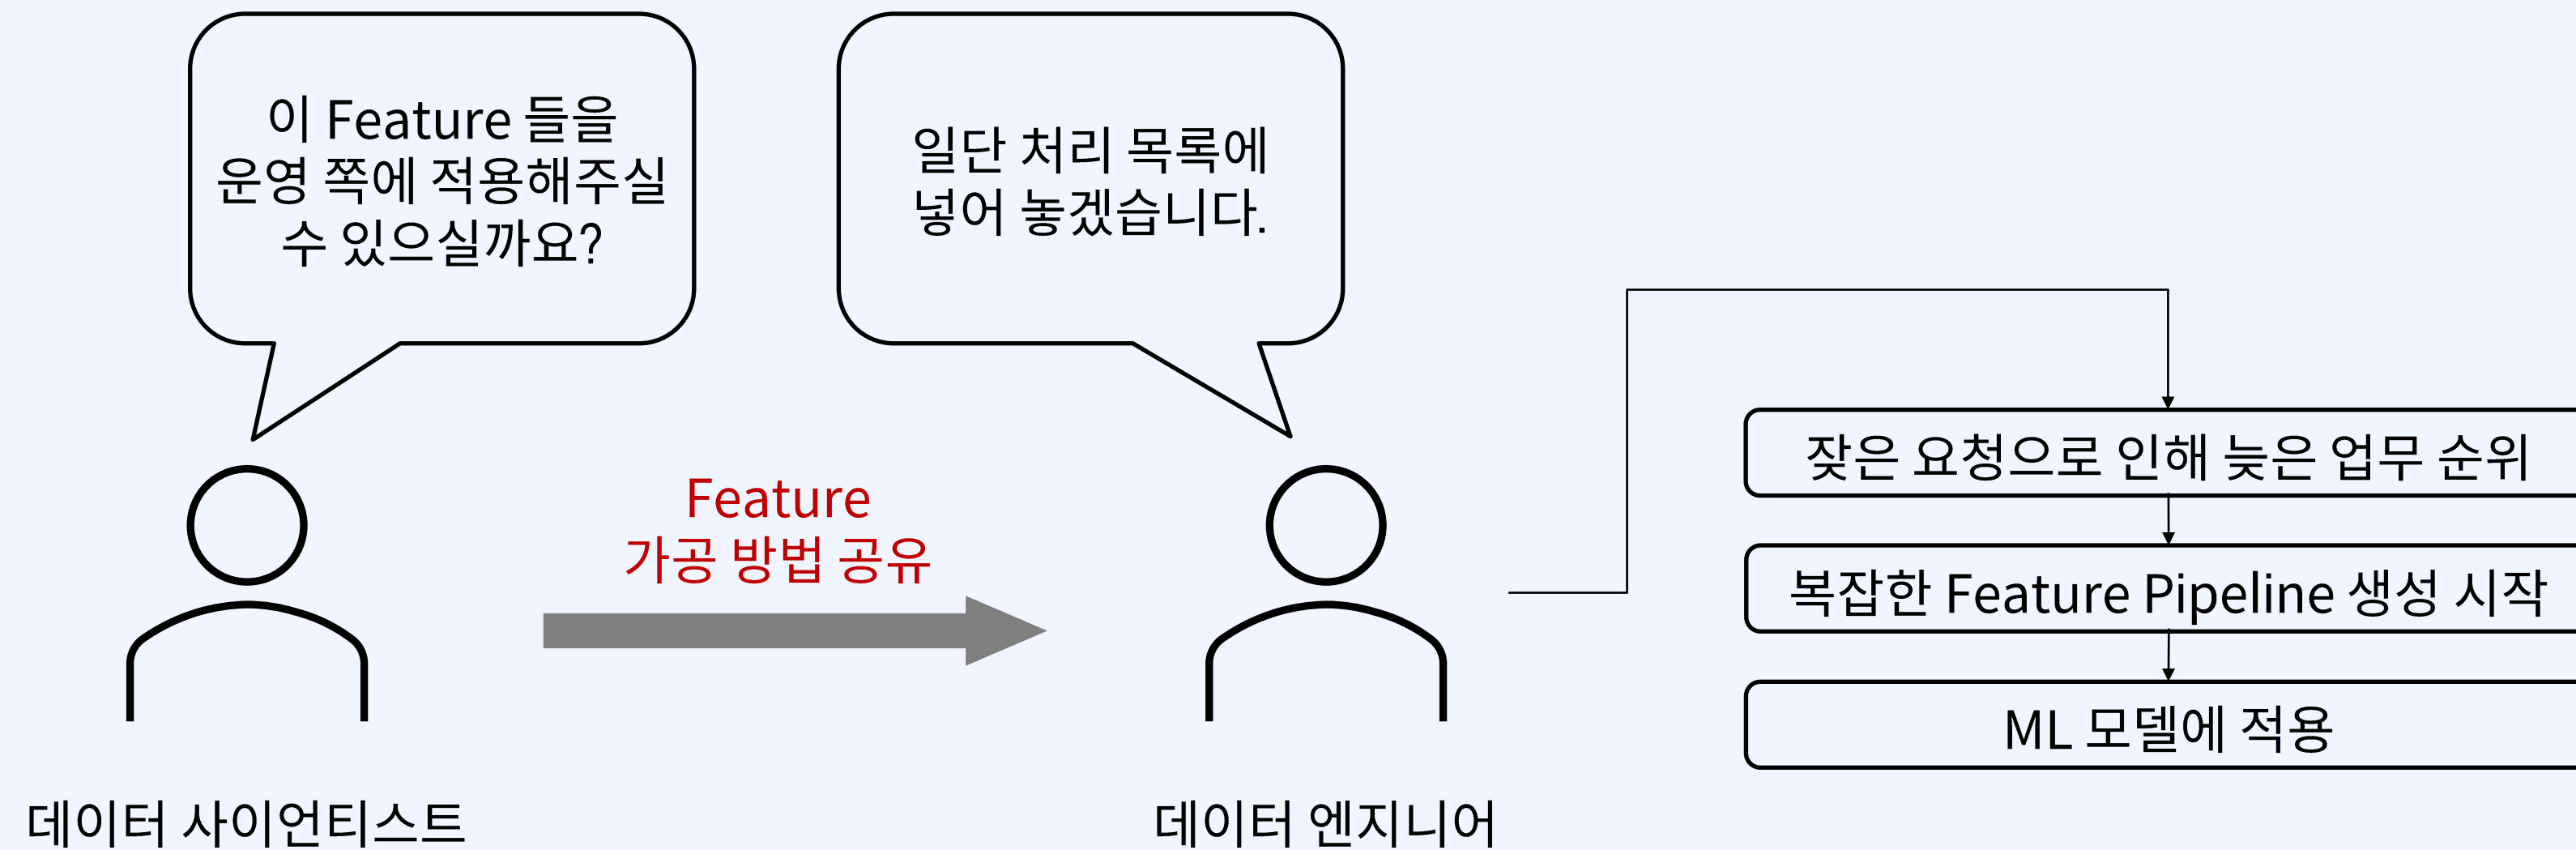 이 Feature 들을
운영 쪽에 적용해주실
수 있으실까요?
일단 처리 목록에
넣어 놓겠습니다.
Feature
가공 방법 공유
잦은 요청으로 인해 늦은 업무 순위
복잡한 Feature Pipeline 생성 시작
ML 모델에 적용
데이터 사이언티스트
데이터 엔지니어